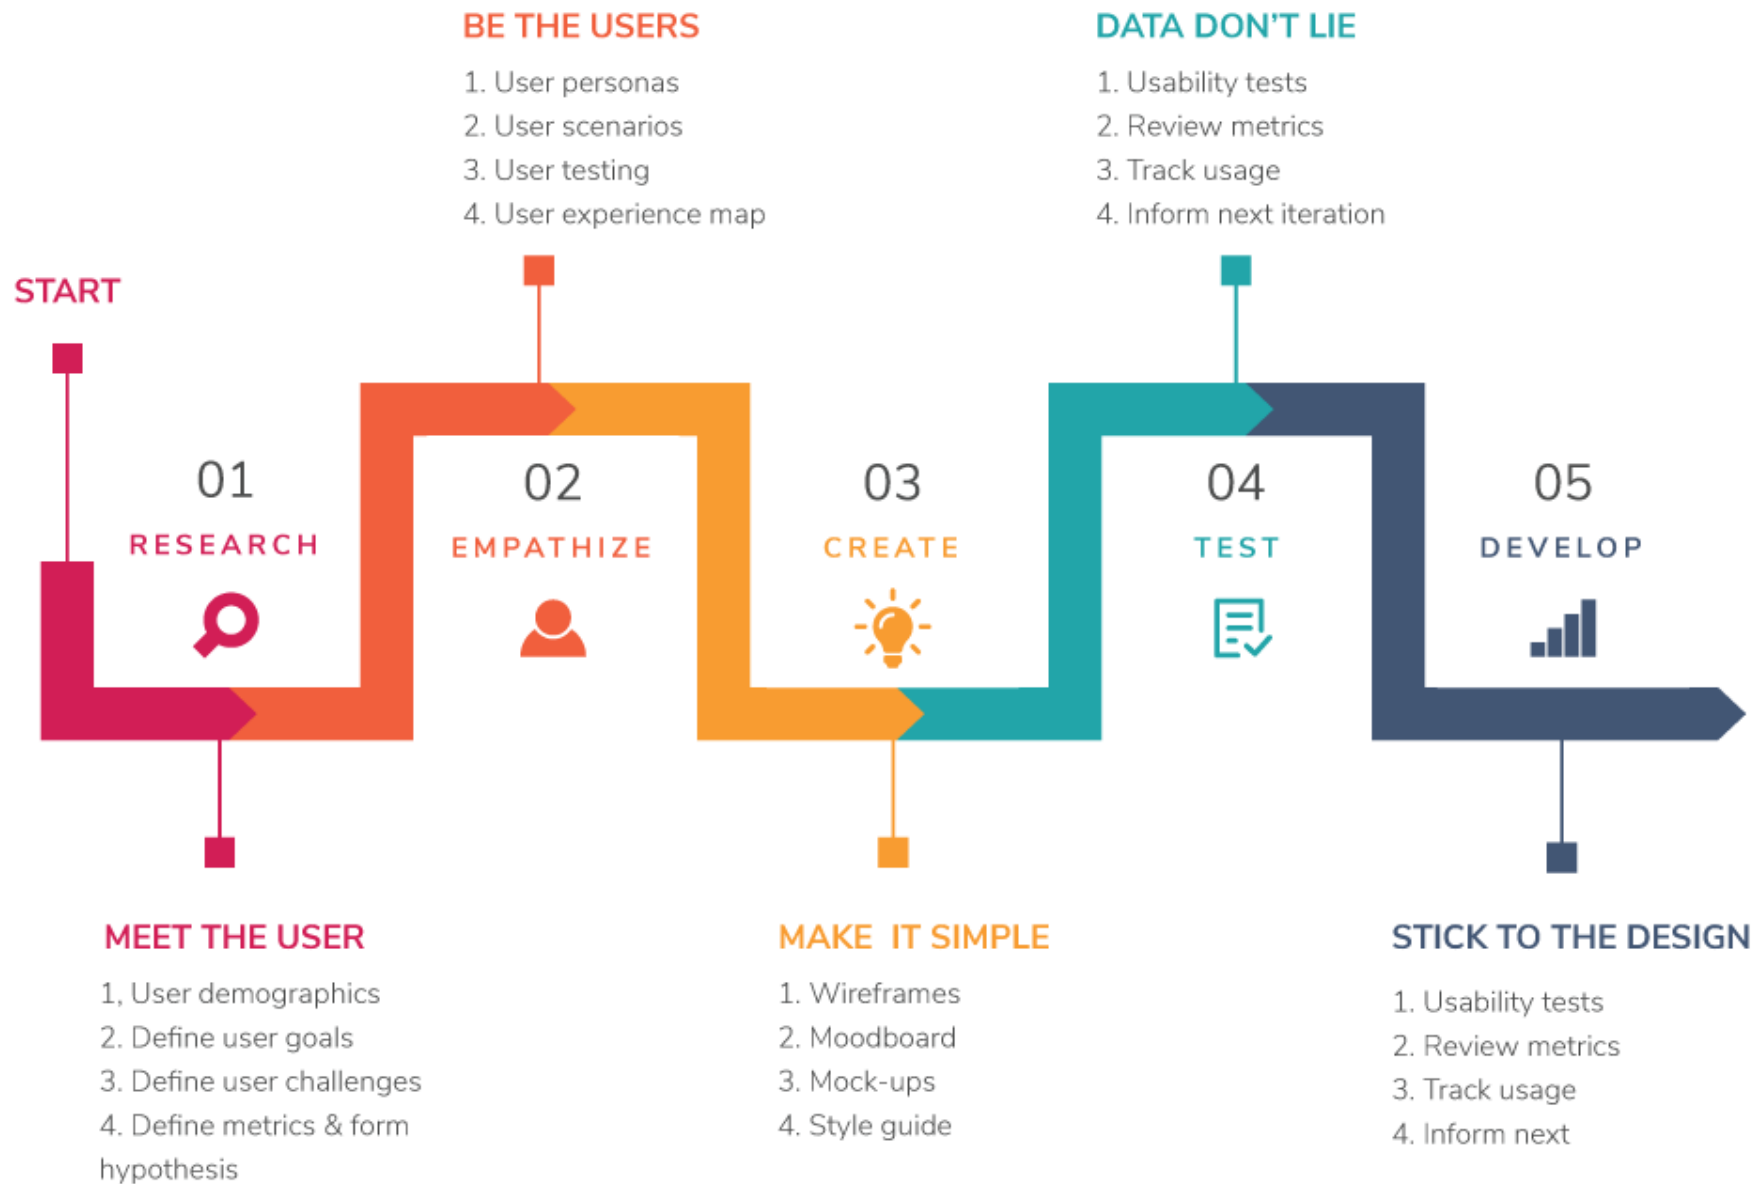 BE THE USERS
1. User personas
2. User scenarios
3. User testing
4. User experience map
DATA DON'T LIE
1. Usability tests
2. Review metrics
3. Track usage
4. Inform next iteration
START
01
RESEARCH
02
EMPATHIZE
03
CREATE
04
TEST
05
DEVELOP
MEET THE USER
1, User demographics
2. Define user goals
3. Define user challenges
4. Define metrics & form
hypothesis
MAKE  IT SIMPLE
1. Wireframes
2. Moodboard
3. Mock-ups
4. Style guide
STICK TO THE DESIGN
1. Usability tests
2. Review metrics
3. Track usage
4. Inform next